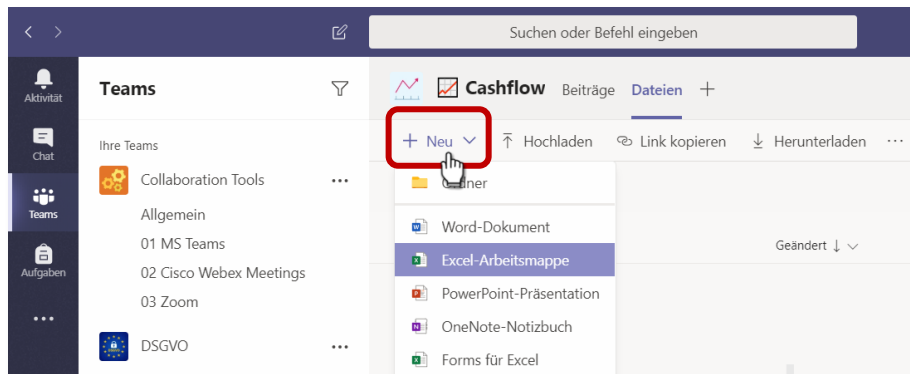 Suchen oder Befehl eingeben
Aktivität
Chat
Teams
Aufgaben
Teams
Ihre Teams
Collaboration Tools
Allgemein
01 MS Teams
02 Cisco Webex Meetings
03 Zoom
DSGVO
Cashflow Beiträge Dateien +
+ Neu Hochladen Link kopieren Herunterladen ...
Ordner
Word-Dokument
Geändert ↓
Excel-Arbeitsmappe
PowerPoint-Präsentation
OneNote-Notizbuch
Forms für Excel